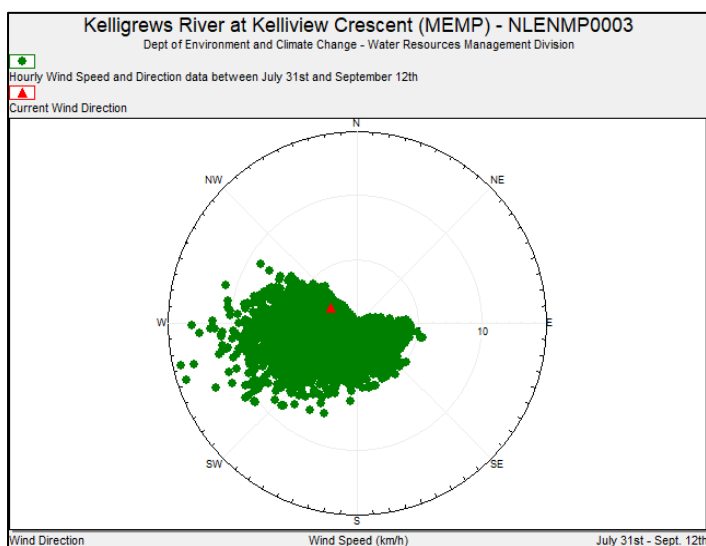 Kelligrews River at Kelliview Crescent (MEMP) - NLENMP0003
Dept of Environment and Climate Change - Water Resources Management Division
Hourly Wind Speed and Direction data between July 31st and September 12th
Current Wind Direction
N
NW
NE
W
10
E
SW
SE
S
Wind Direction
Wind Speed (km/h)
July 31st - Sept. 12th